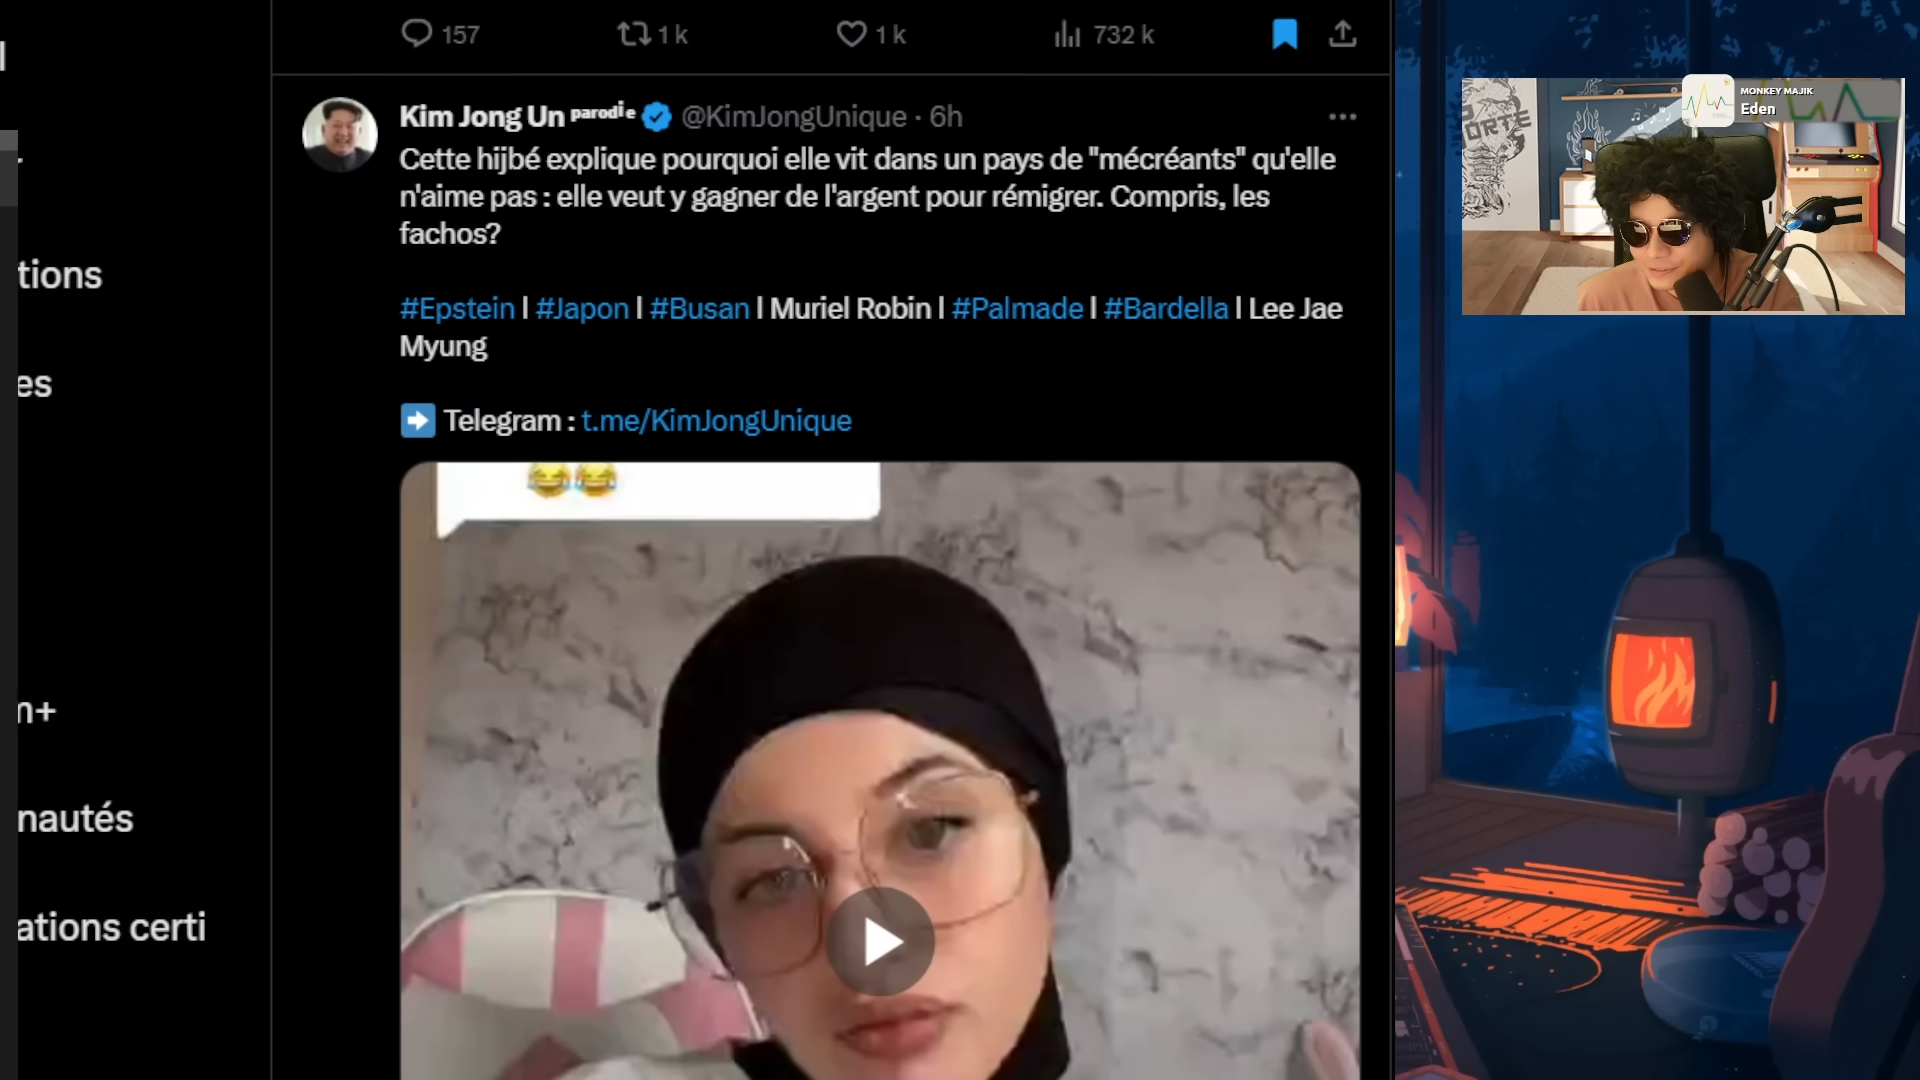 157
1 k
1 k
732 k
Kim Jong Un parodie @KimJongUnique · 6h
Cette hijbé explique pourquoi elle vit dans un pays de "mécréants" qu'elle
n'aime pas : elle veut y gagner de l'argent pour rémigrer. Compris, les
fachos?
#Epstein l #Japon l #Busan l Muriel Robin l #Palmade l #Bardella l Lee Jae
Myung
➡️ Telegram : t.me/KimJongUnique
😂😂
tions
es
n+
nautés
ations certi
MONKEY MAJIK
Eden
ORTE